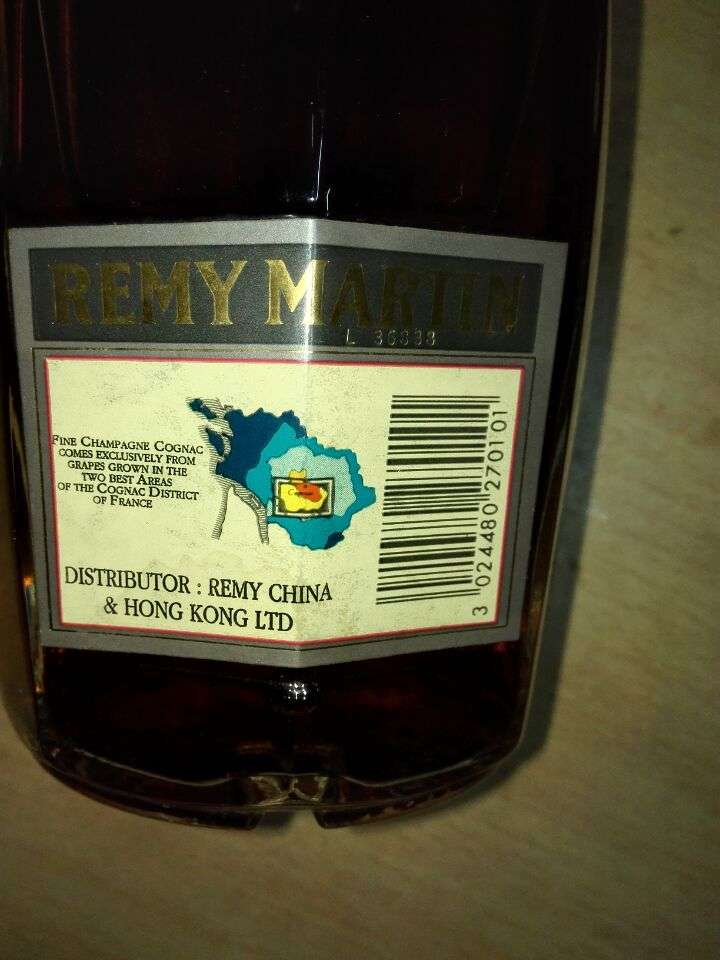 REMY MARTIN
FINE CHAMPAGNE COGNAC
COMES EXCLUSIVELY FROM
GRAPES GROWN IN THE
TWO BEST AREAS
OF THE COGNAC DISTRICT
OF FRANCE
Cognac
DISTRIBUTOR : REMY CHINA
& HONG KONG LTD
3 024480 270101